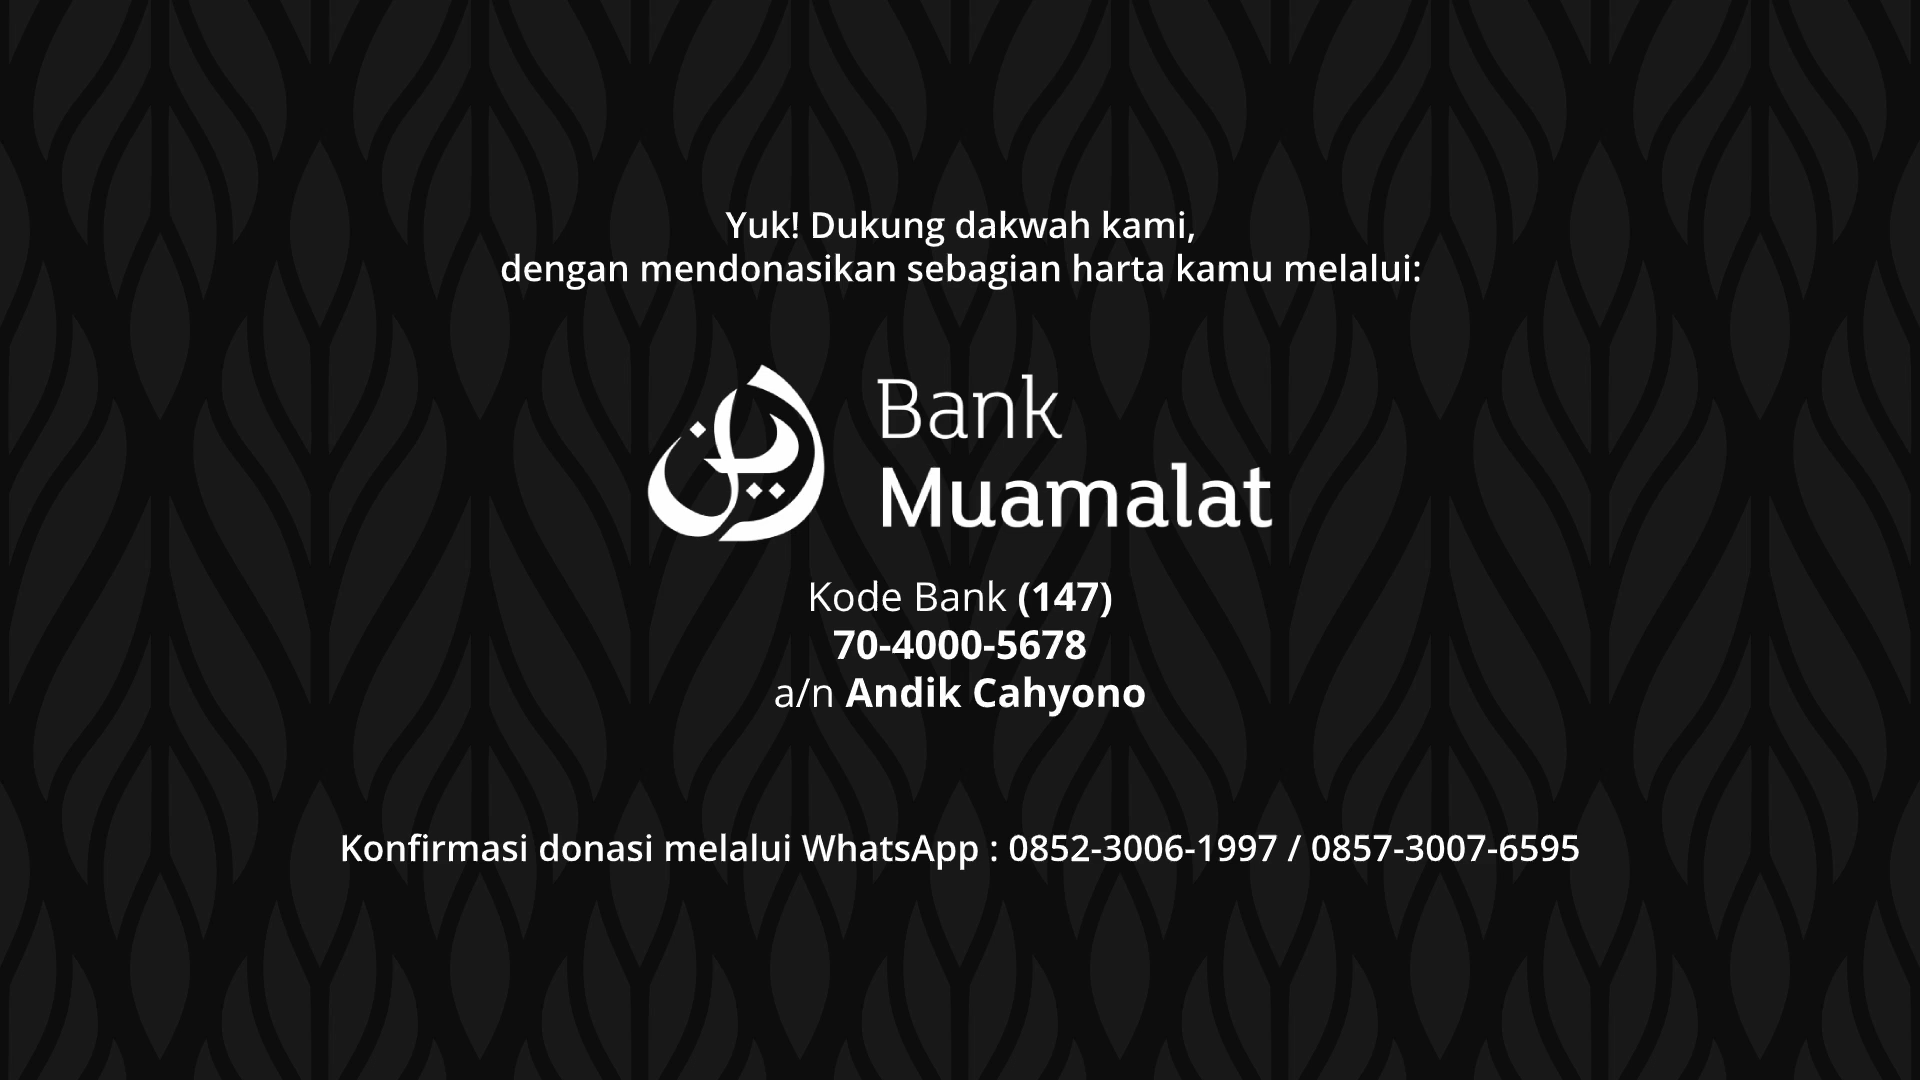 Yuk! Dukung dakwah kami,
dengan mendonasikan sebagian harta kamu melalui:
Bank
Muamalat
Kode Bank (147)
70-4000-5678
a/n Andik Cahyono
Konfirmasi donasi melalui WhatsApp : 0852-3006-1997 / 0857-3007-6595